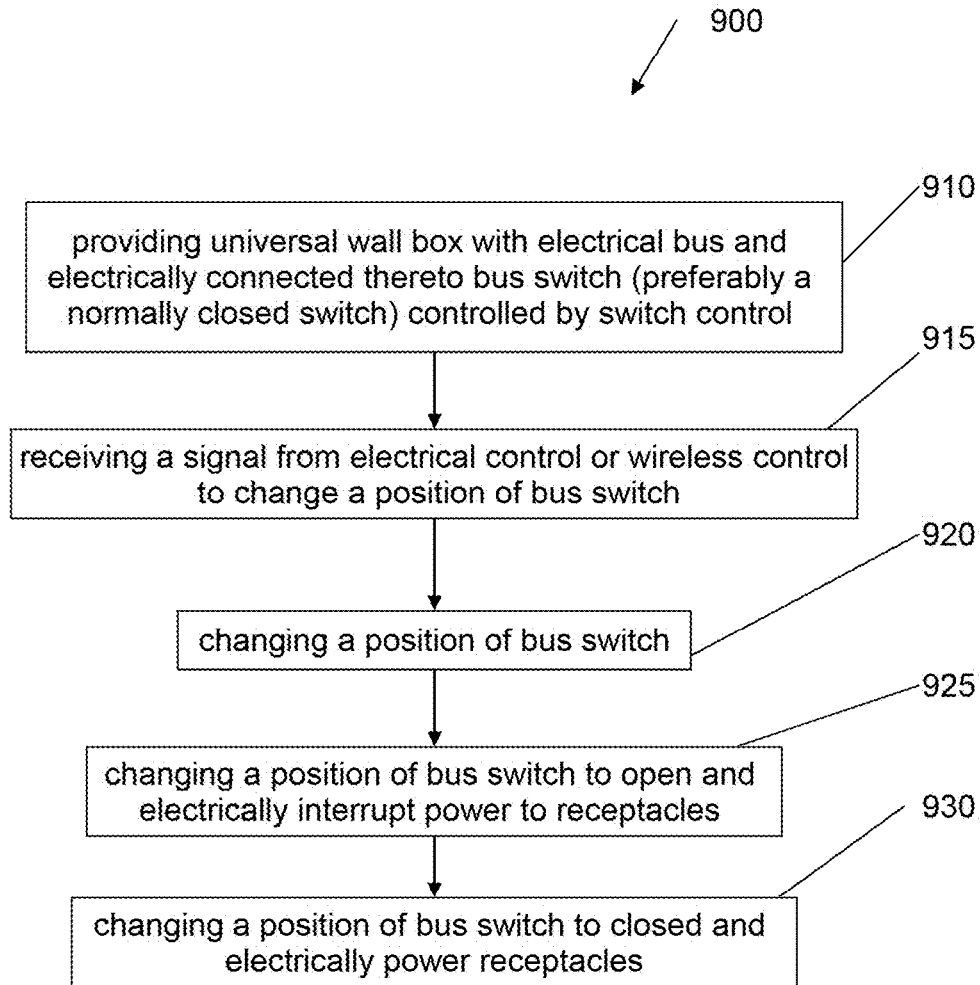 900
910
providing universal wall box with electrical bus and
electrically connected thereto bus switch (preferably a
normally closed switch) controlled by switch control
915
receiving a signal from electrical control or wireless control
to change a position of bus switch
920
changing a position of bus switch
925
changing a position of bus switch to open and
electrically interrupt power to receptacles
930
changing a position of bus switch to closed and
electrically power receptacles